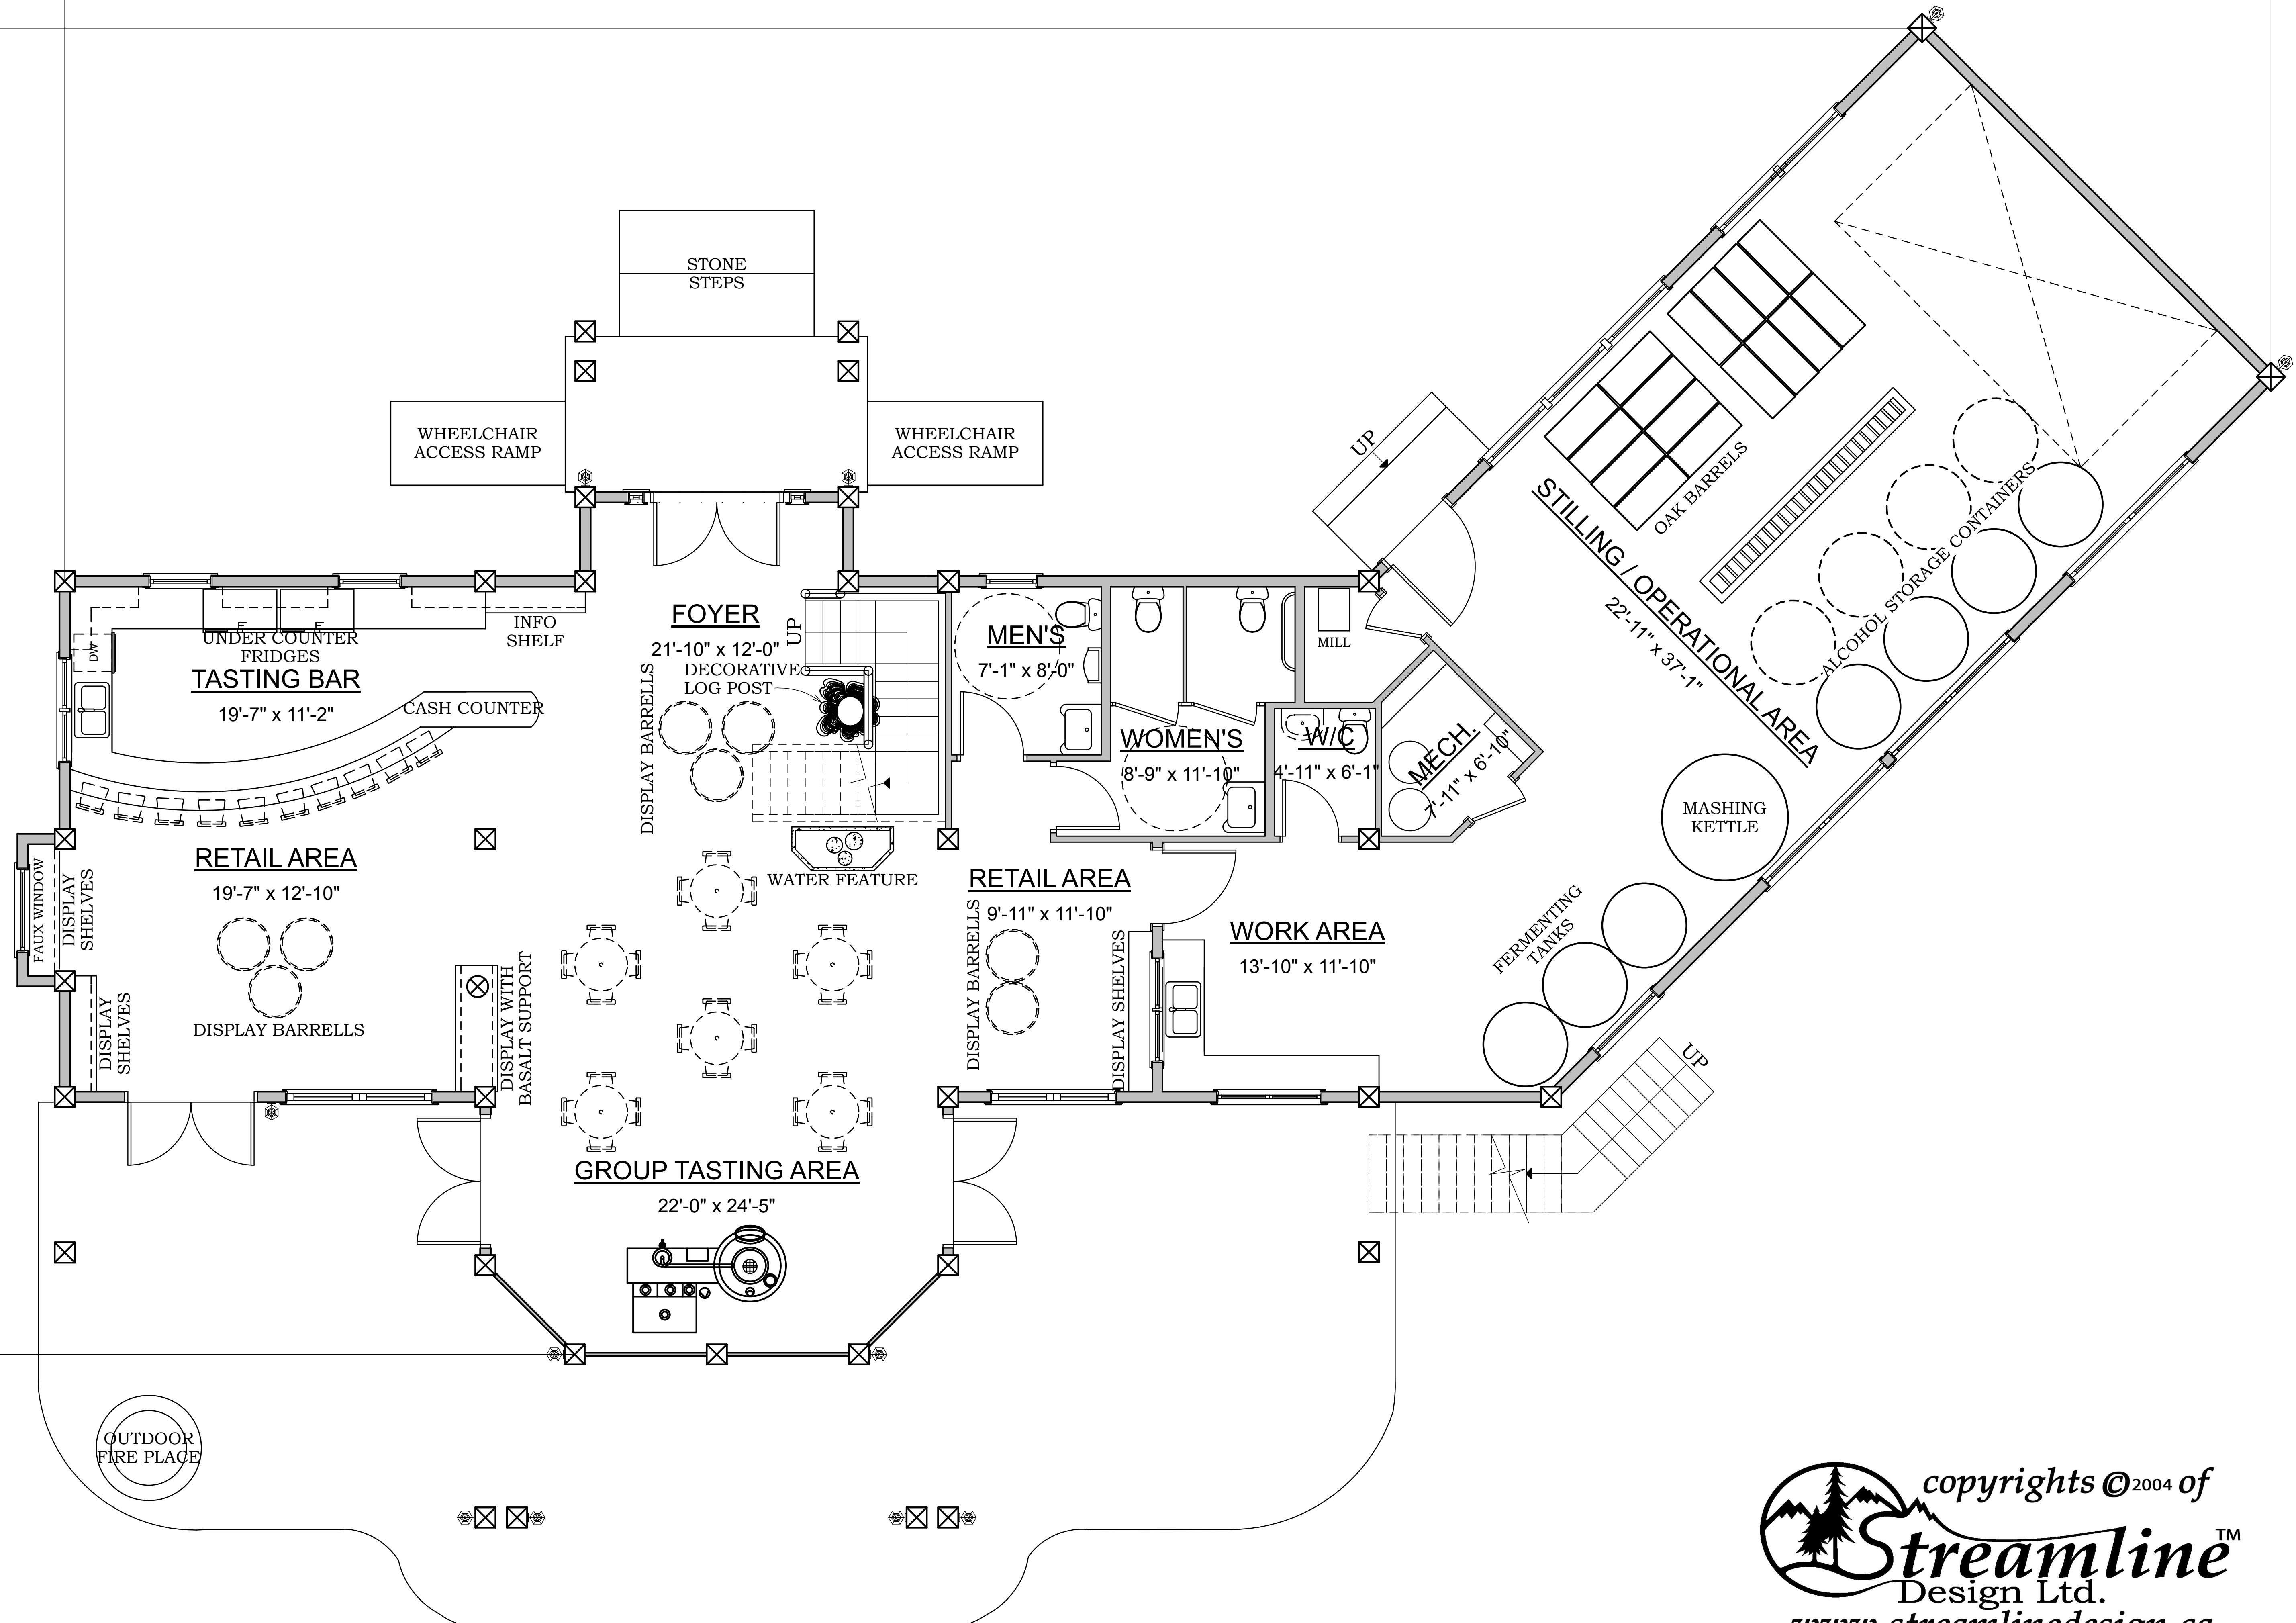 STONE
STEPS
WHEELCHAIR
ACCESS RAMP
WHEELCHAIR
ACCESS RAMP
UP
OAK BARRELS
STILLING / OPERATIONAL AREA
22'-11" x 37'-1"
ALCOHOL STORAGE CONTAINERS
INFO
SHELF
F
F
UNDER COUNTER
FRIDGES
DW
TASTING BAR
19'-7" x 11'-2"
CASH COUNTER
FOYER
21'-10" x 12'-0"
UP
DECORATIVE
LOG POST
DISPLAY BARRELLS
MEN'S
7'-1" x 8'-0"
MILL
WOMEN'S
8'-9" x 11'-10"
W/C
4'-11" x 6'-1"
MECH.
7'-11" x 6'-10"
MASHING
KETTLE
RETAIL AREA
19'-7" x 12'-10"
FAUX WINDOW
DISPLAY
SHELVES
DISPLAY
SHELVES
DISPLAY BARRELLS
DISPLAY WITH
BASALT SUPPORT
WATER FEATURE
RETAIL AREA
9'-11" x 11'-10"
DISPLAY BARRELLS
DISPLAY SHELVES
WORK AREA
13'-10" x 11'-10"
FERMENTING
TANKS
UP
GROUP TASTING AREA
22'-0" x 24'-5"
OUTDOOR
FIRE PLACE
copyrights © 2004 of
Streamline™
Design Ltd.
www.streamlinedesign.ca